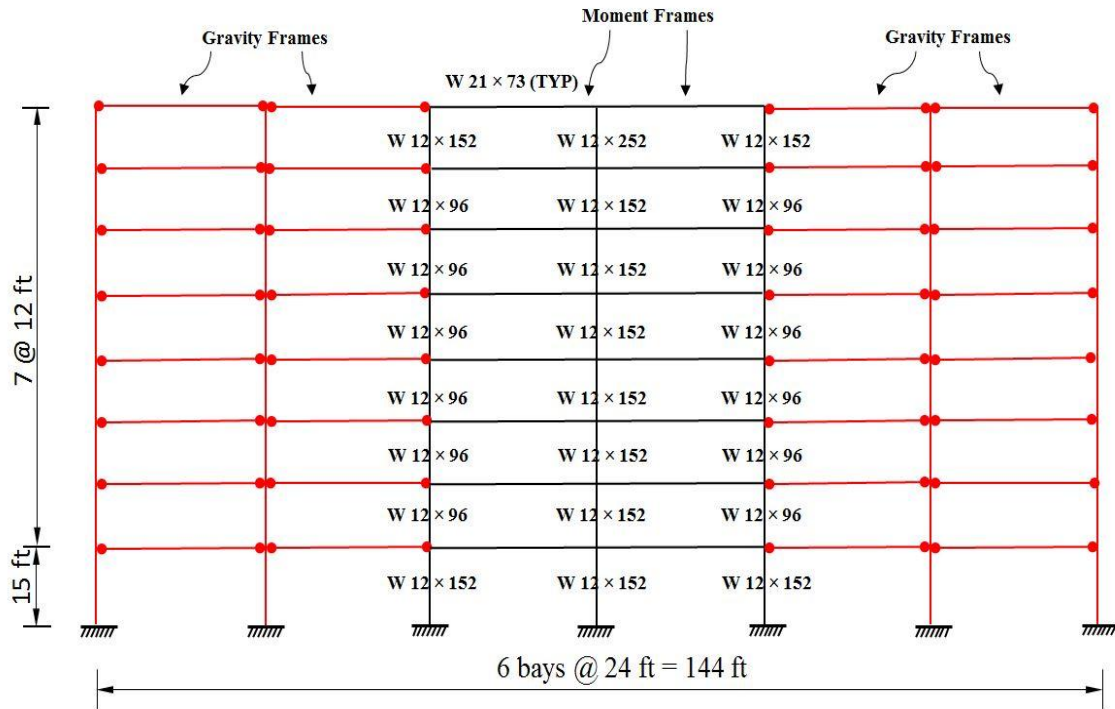 Moment Frames
Gravity Frames
Gravity Frames
W 21 × 73 (TYP)
W 12 × 152 W 12 × 252 W 12 × 152
W 12 × 96 W 12 × 152 W 12 × 96
W 12 × 96 W 12 × 152 W 12 × 96
W 12 × 96 W 12 × 152 W 12 × 96
W 12 × 96 W 12 × 152 W 12 × 96
W 12 × 96 W 12 × 152 W 12 × 96
W 12 × 96 W 12 × 152 W 12 × 96
W 12 × 152 W 12 × 152 W 12 × 152
7 @ 12 ft
15 ft
6 bays @ 24 ft = 144 ft